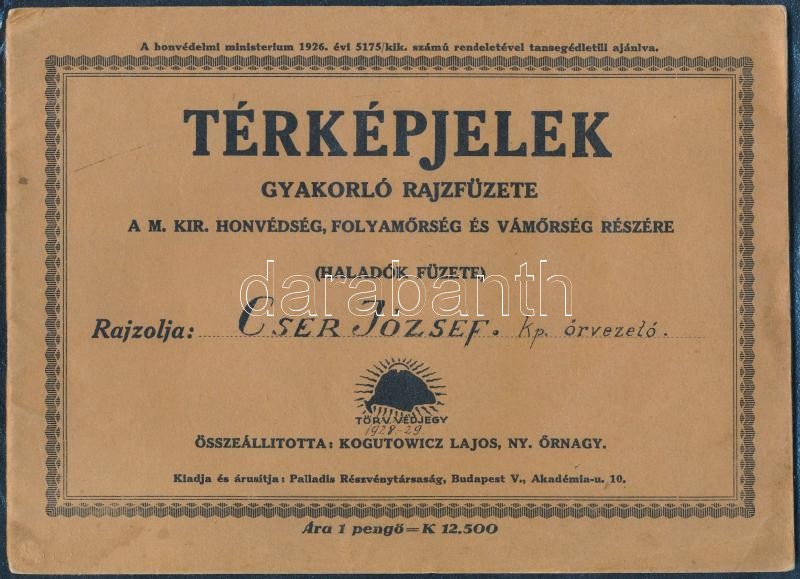 A honvédelmi ministerium 1926. évi 5175/kik. számú rendeletével tansegédletül ajánlva.
TÉRKÉPJELEK
GYAKORLÓ RAJZFÜZETE
A M. KIR. HONVÉDSÉG, FOLYAMŐRSÉG ÉS VÁMŐRSÉG RÉSZÉRE
(HALADÓK FÜZETE)
darabanth
Rajzolja: CSER JÓZSEF. kp. őrvezető.
TÖRV. VÉDJEGY
1928-29
ÖSSZEÁLLITOTTA: KOGUTOWICZ LAJOS, NY. ŐRNAGY.
Kiadja és árusitja: Palladis Részvénytársaság, Budapest V., Akadémia-u. 10.
Ára 1 pengő=K 12.500